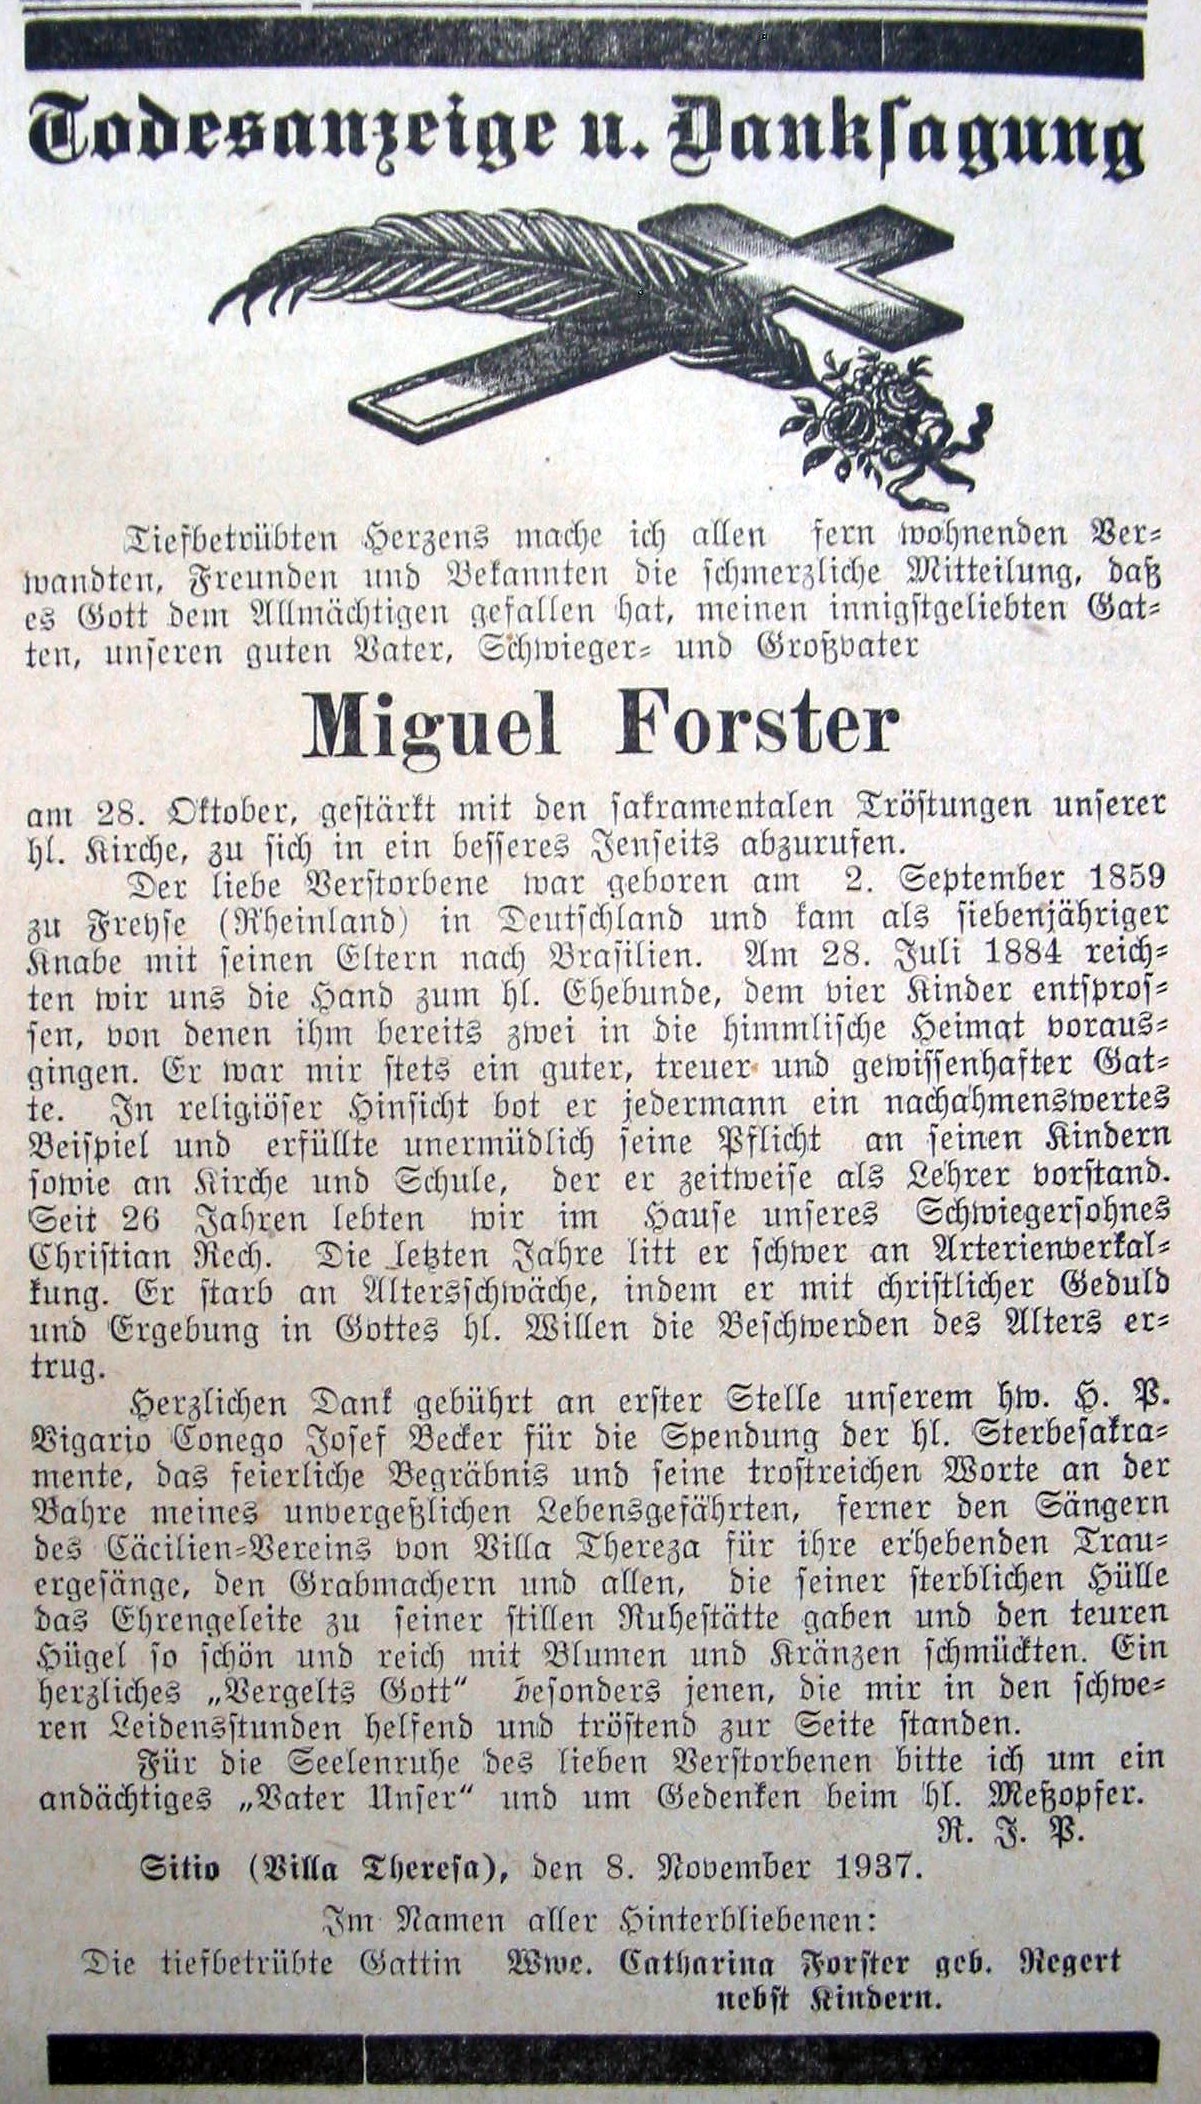 Todesanzeige u. Danksagung
Tiefbetrübten Herzens mache ich allen fern wohnenden Ver-
wandten, Freunden und Bekannten die schmerzliche Mitteilung, daß
es Gott dem Allmächtigen gefallen hat, meinen innigstgeliebten Gat-
ten, unseren guten Vater, Schwieger- und Großvater
Miguel Forster
am 28. Oktober, gestärkt mit den sakramentalen Tröstungen unserer
hl. Kirche, zu sich in ein besseres Jenseits abzurufen.
Der liebe Verstorbene war geboren am 2. September 1859
zu Freyse (Rheinland) in Deutschland und kam als siebenjähriger
Knabe mit seinen Eltern nach Brasilien. Am 28. Juli 1884 reich-
ten wir uns die Hand zum hl. Ehebunde, dem vier Kinder entspros-
sen, von denen ihm bereits zwei in die himmlische Heimat voraus-
gingen. Er war mir stets ein guter, treuer und gewissenhafter Gat-
te. In religiöser Hinsicht bot er jedermann ein nachahmenswertes
Beispiel und erfüllte unermüdlich seine Pflicht an seinen Kindern
sowie an Kirche und Schule, der er zeitweise als Lehrer vorstand.
Seit 26 Jahren lebten wir im Hause unseres Schwiegersohnes
Christian Rech. Die letzten Jahre litt er schwer an Arterienverkal-
kung. Er starb an Altersschwäche, indem er mit christlicher Geduld
und Ergebung in Gottes hl. Willen die Beschwerden des Alters er-
trug.
Herzlichen Dank gebührt an erster Stelle unserem hw. H. P.
Vigario Conego Josef Becker für die Spendung der hl. Sterbesakra-
mente, das feierliche Begräbnis und seine trostreichen Worte an der
Bahre meines unvergeßlichen Lebensgefährten, ferner den Sängern
des Cäcilien-Vereins von Villa Thereza für ihre erhebenden Trau-
ergesänge, den Grabmachern und allen, die seiner sterblichen Hülle
das Ehrengeleite zu seiner stillen Ruhestätte gaben und den teuren
Hügel so schön und reich mit Blumen und Kränzen schmückten. Ein
herzliches „Vergelts Gott“ besonders jenen, die mir in den schwe-
ren Leidensstunden helfend und tröstend zur Seite standen.
Für die Seelenruhe des lieben Verstorbenen bitte ich um ein
andächtiges „Vater Unser“ und um Gedenken beim hl. Meßopfer.
R. I. P.
Sitio (Villa Theresa), den 8. November 1937.
Im Namen aller Hinterbliebenen:
Die tiefbetrübte Gattin Wwe. Catharina Forster geb. Regert
nebst Kindern.